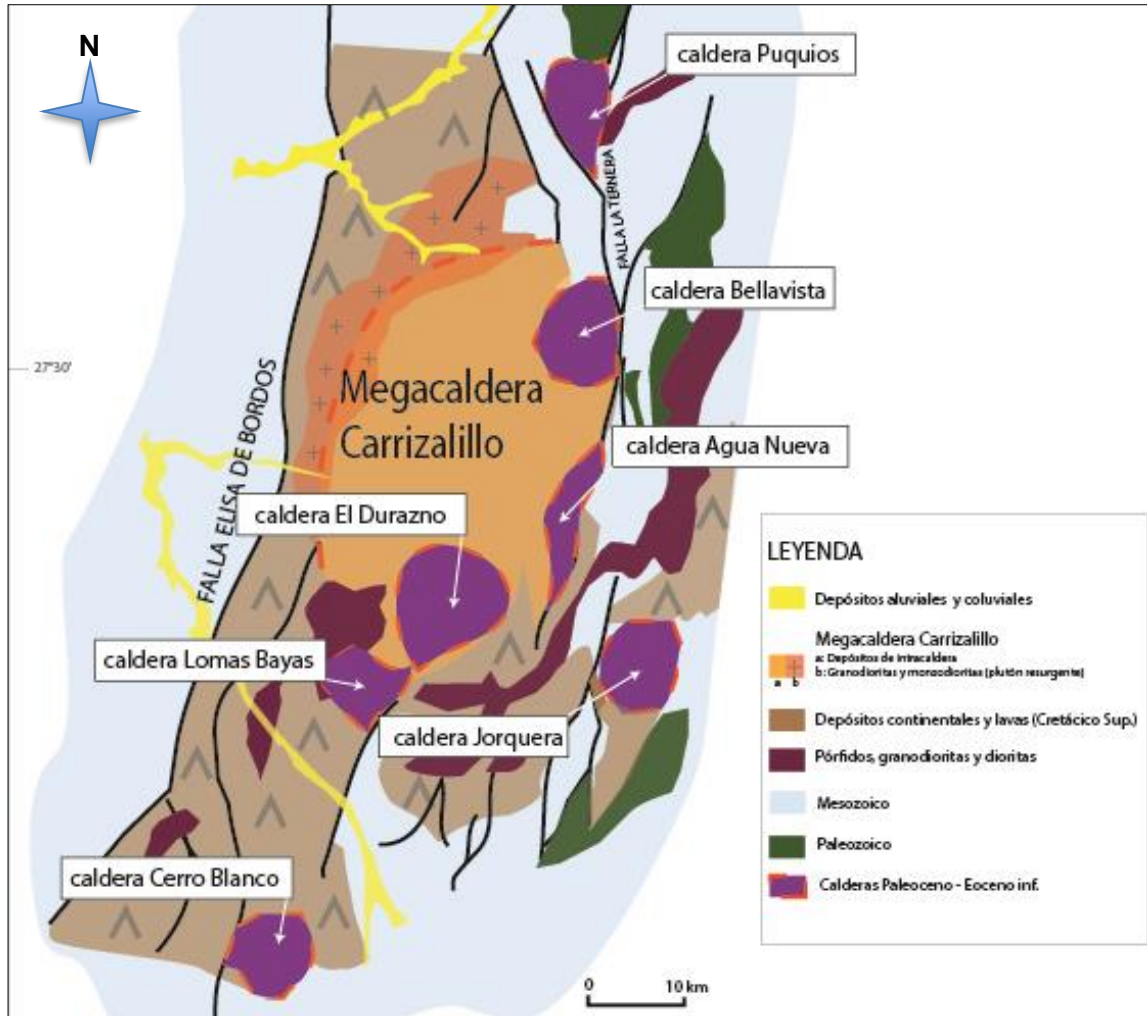 N
caldera Puquios
FALLA LA TERNERA
caldera Bellavista
27°30'
Megacaldera
Carrizalillo
FALLA ELISA DE BORDOS
caldera Agua Nueva
caldera El Durazno
caldera Lomas Bayas
caldera Jorquera
caldera Cerro Blanco
0 10 km
LEYENDA
Depósitos aluviales y coluviales
Megacaldera Carrizalillo
a: Depósitos de intracaldera
b: Granodioritas y monzodioritas (plutón resurgente)
a b
Depósitos continentales y lavas (Cretácico Sup.)
Pórfidos, granodioritas y dioritas
Mesozoico
Paleozoico
Calderas Paleoceno - Eoceno inf.